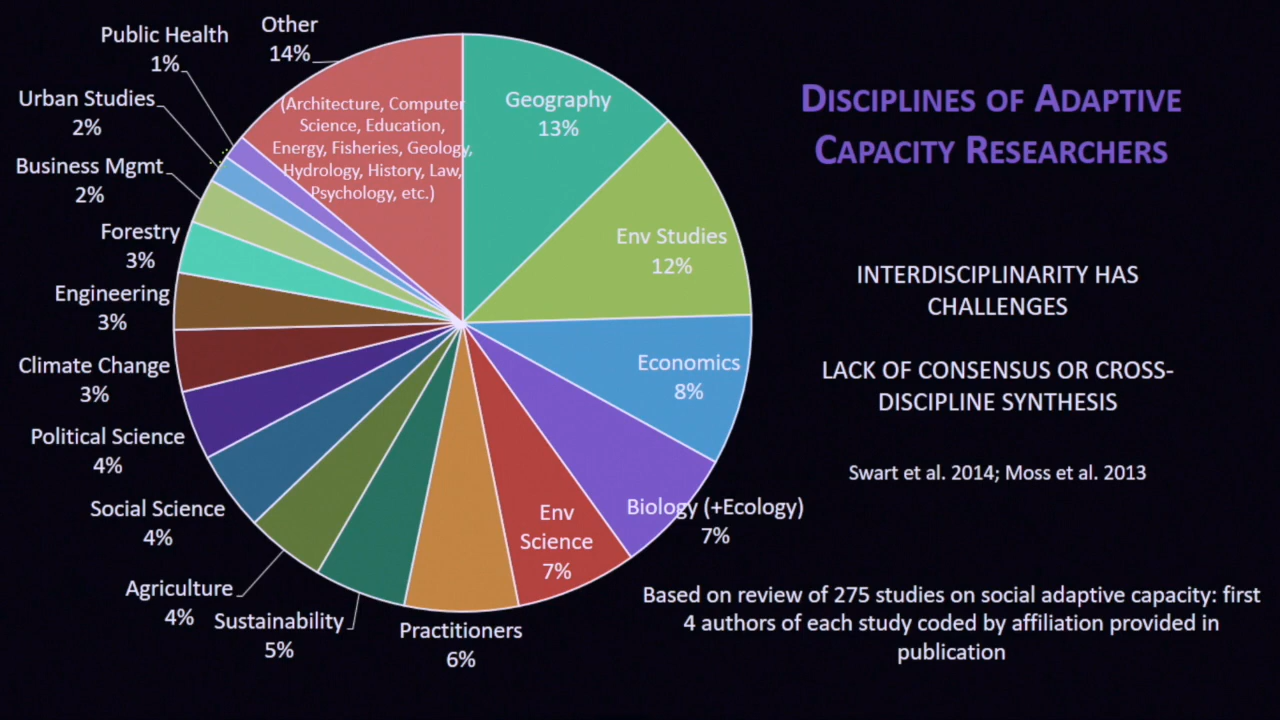 DISCIPLINES OF ADAPTIVE
CAPACITY RESEARCHERS
Other
14%
(Architecture, Computer
Science, Education,
Energy, Fisheries, Geology,
Hydrology, History, Law,
Psychology, etc.)
Geography
13%
Env Studies
12%
Economics
8%
Biology (+Ecology)
7%
Env
Science
7%
Practitioners
6%
Sustainability
5%
Agriculture
4%
Social Science
4%
Political Science
4%
Climate Change
3%
Engineering
3%
Forestry
3%
Business Mgmt
2%
Urban Studies
2%
Public Health
1%
INTERDISCIPLINARITY HAS
CHALLENGES
LACK OF CONSENSUS OR CROSS-
DISCIPLINE SYNTHESIS
Swart et al. 2014; Moss et al. 2013
Based on review of 275 studies on social adaptive capacity: first
4 authors of each study coded by affiliation provided in
publication